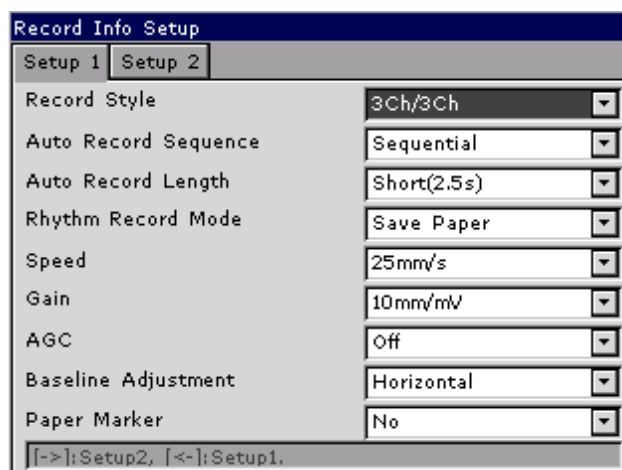 Record Info Setup
Setup 1 Setup 2
Record Style 3Ch/3Ch
Auto Record Sequence Sequential
Auto Record Length Short(2.5s)
Rhythm Record Mode Save Paper
Speed 25mm/s
Gain 10mm/mV
AGC Off
Baseline Adjustment Horizontal
Paper Marker No
[->]:Setup2, [<-]:Setup1.